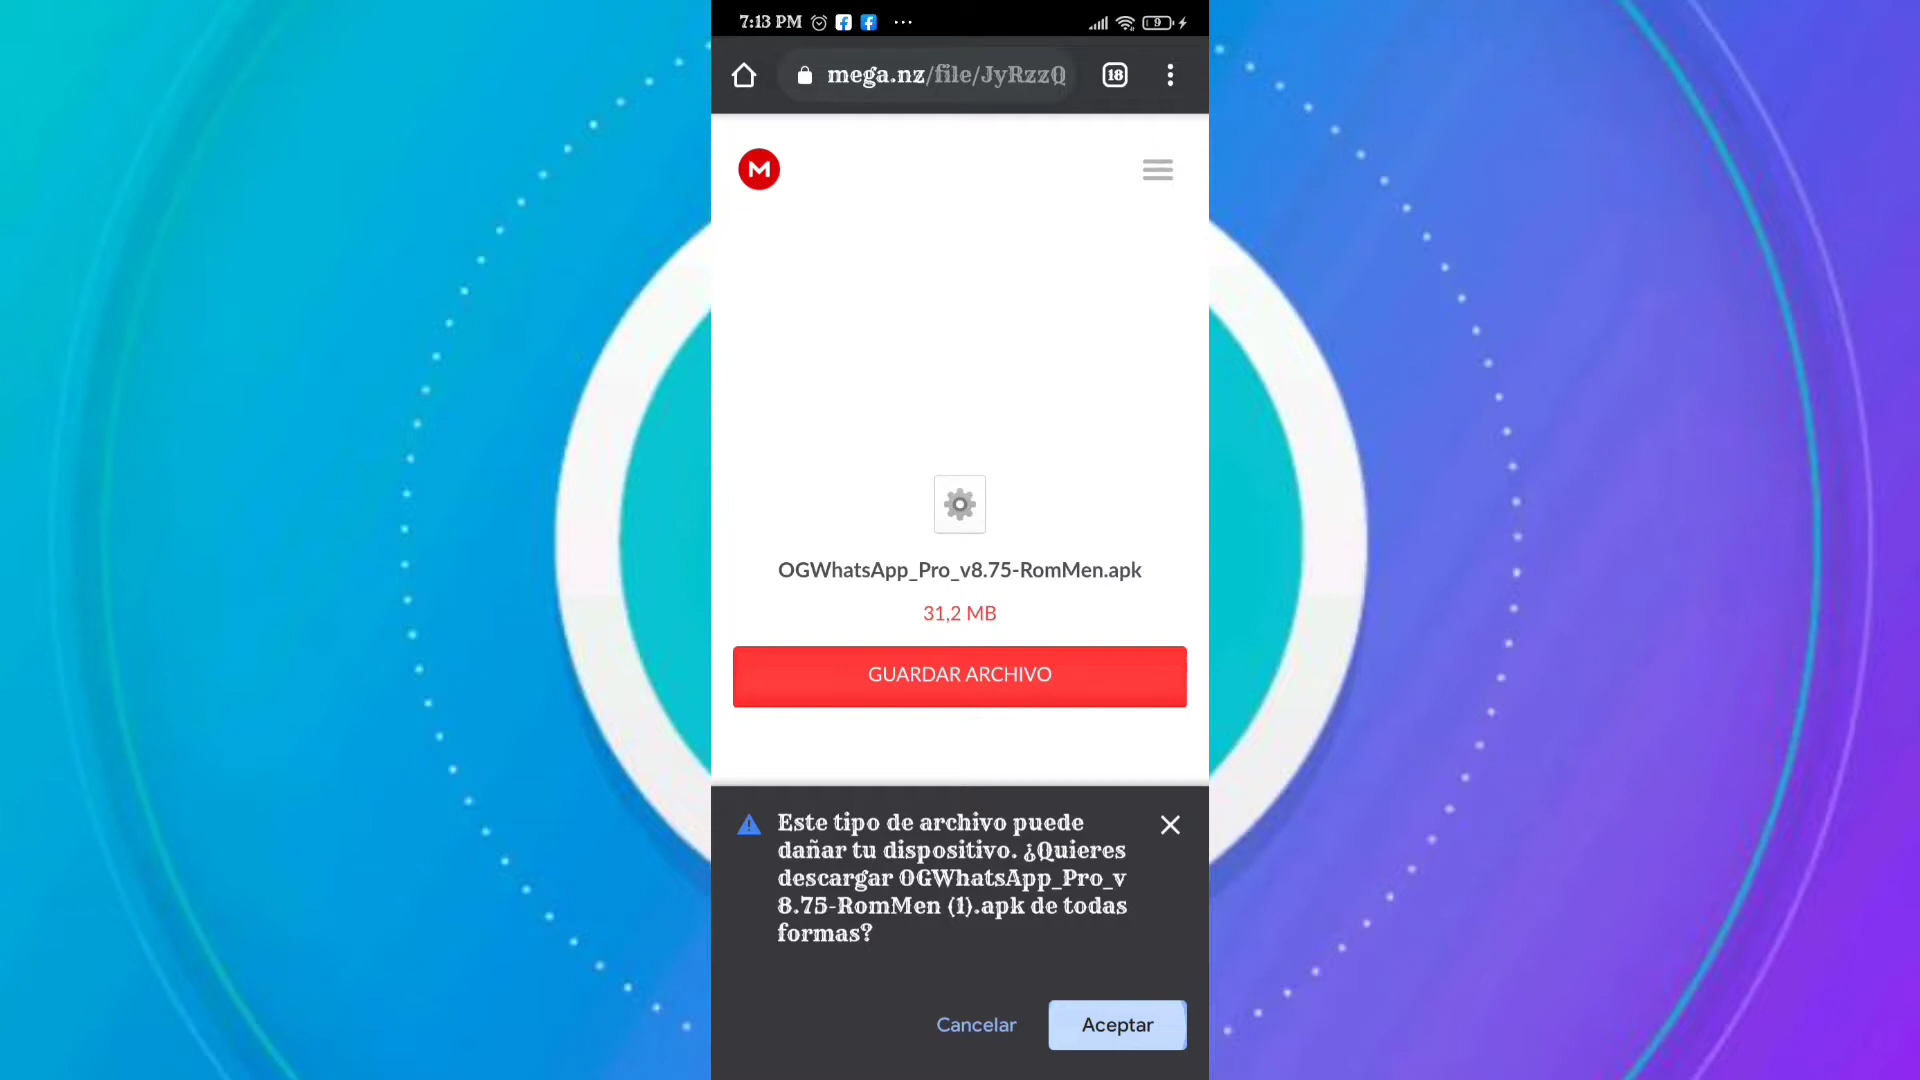 7:13 PM
9
mega.nz/file/JyRzzQ
18
M
OGWhatsApp_Pro_v8.75-RomMen.apk
31,2 MB
GUARDAR ARCHIVO
Este tipo de archivo puede
dañar tu dispositivo. ¿Quieres
descargar OGWhatsApp_Pro_v
8.75-RomMen (1).apk de todas
formas?
Cancelar
Aceptar